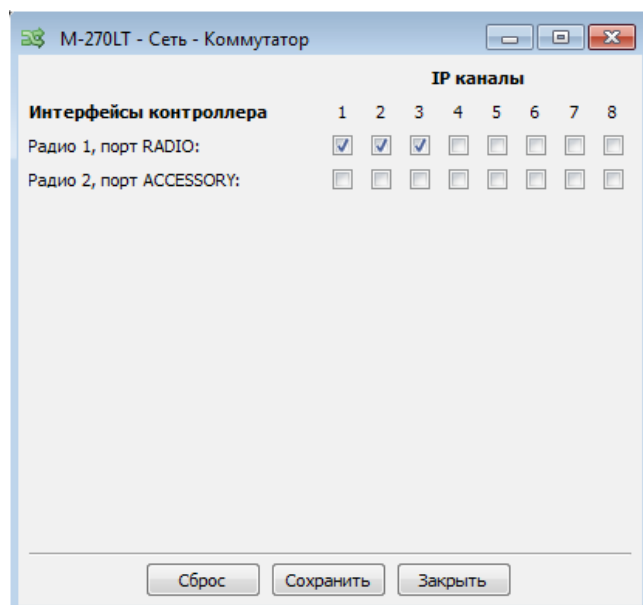 M-270LT - Сеть - Коммутатор
IP каналы
Интерфейсы контроллера 1 2 3 4 5 6 7 8
Радио 1, порт RADIO:
Радио 2, порт ACCESSORY:
Сброс Сохранить Закрыть